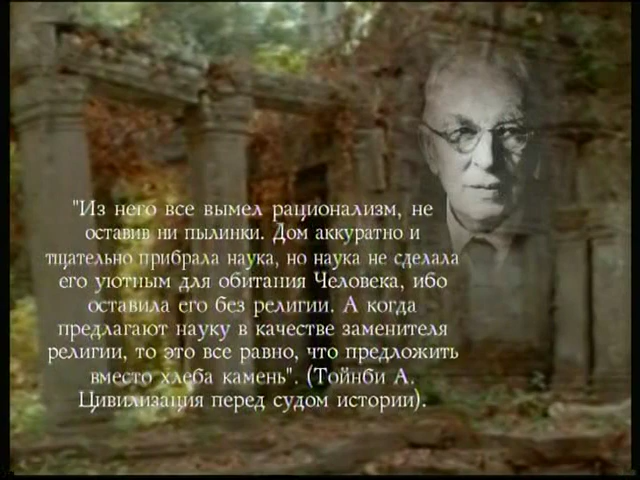 "Из него все вымел рационализм, не
оставив ни пылинки. Дом аккуратно и
тщательно прибрала наука, но наука не сделала
его уютным для обитания Человека, ибо
оставила его без религии. А когда
предлагают науку в качестве заменителя
религии, то это все равно, что предложить
вместо хлеба камень". (Тойнби А.
Цивилизация перед судом истории).